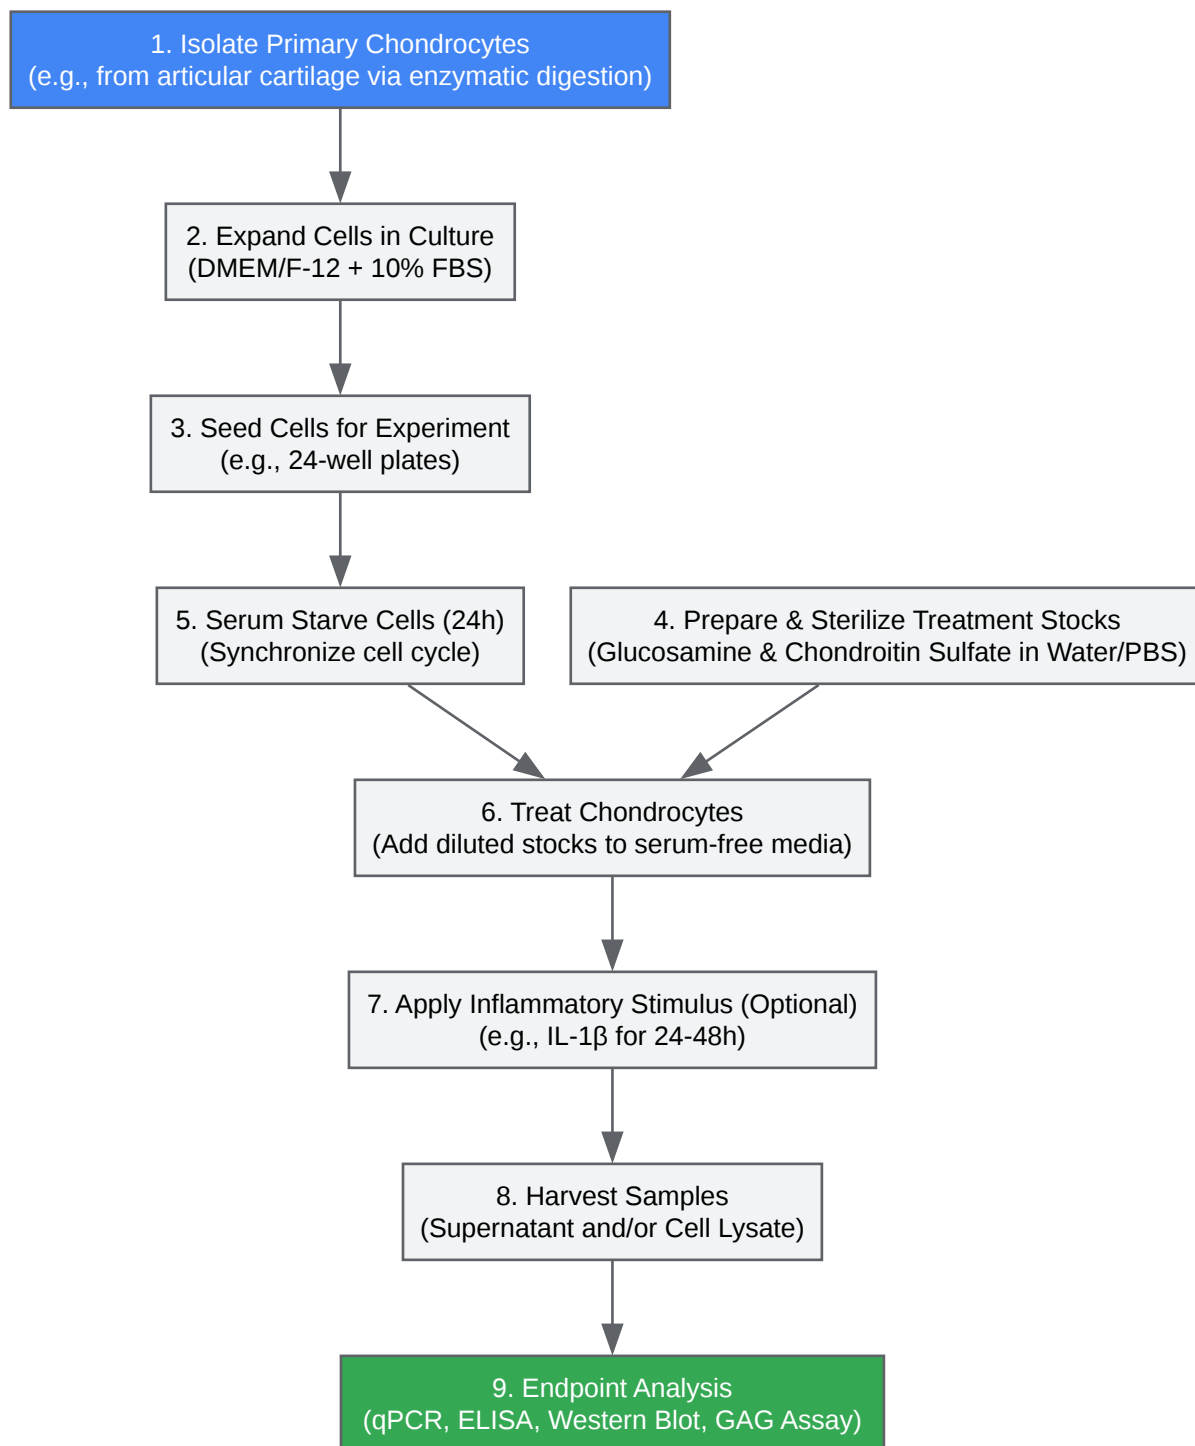 1. Isolate Primary Chondrocytes
(e.g., from articular cartilage via enzymatic digestion)
2. Expand Cells in Culture
(DMEM/F-12 + 10% FBS)
3. Seed Cells for Experiment
(e.g., 24-well plates)
5. Serum Starve Cells (24h)
(Synchronize cell cycle)
4. Prepare & Sterilize Treatment Stocks
(Glucosamine & Chondroitin Sulfate in Water/PBS)
6. Treat Chondrocytes
(Add diluted stocks to serum-free media)
7. Apply Inflammatory Stimulus (Optional)
(e.g., IL-1β for 24-48h)
8. Harvest Samples
(Supernatant and/or Cell Lysate)
9. Endpoint Analysis
(qPCR, ELISA, Western Blot, GAG Assay)